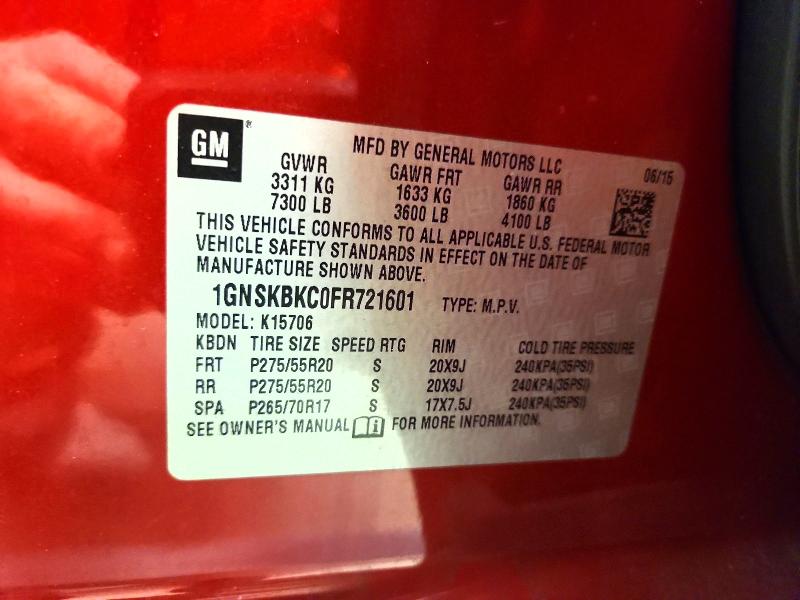 GM
MFD BY GENERAL MOTORS LLC
06/15
GVWR GAWR FRT GAWR RR
3311 KG 1633 KG 1860 KG
7300 LB 3600 LB 4100 LB
THIS VEHICLE CONFORMS TO ALL APPLICABLE U.S. FEDERAL MOTOR
VEHICLE SAFETY STANDARDS IN EFFECT ON THE DATE OF
MANUFACTURE SHOWN ABOVE.
1GNSKBKC0FR721601 TYPE: M.P.V.
MODEL: K15706
KBDN TIRE SIZE SPEED RTG RIM COLD TIRE PRESSURE
FRT P275/55R20 S 20X9J 240KPA(35PSI)
RR P275/55R20 S 20X9J 240KPA(35PSI)
SPA P265/70R17 S 17X7.5J 240KPA(35PSI)
SEE OWNER'S MANUAL FOR MORE INFORMATION.